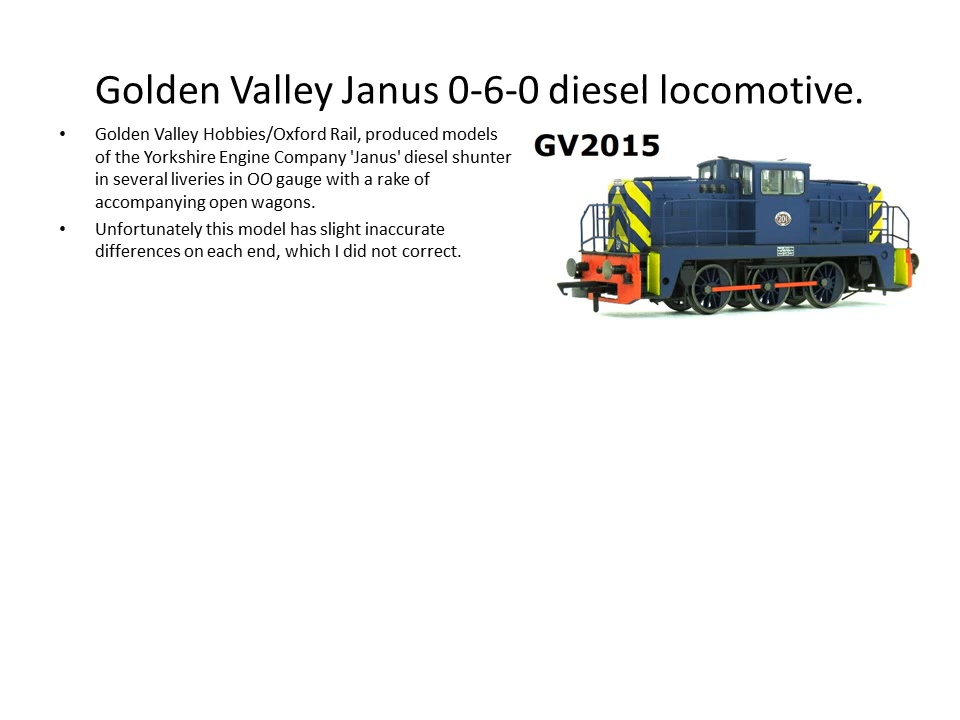 Golden Valley Janus 0-6-0 diesel locomotive.
• Golden Valley Hobbies/Oxford Rail, produced models
of the Yorkshire Engine Company 'Janus' diesel shunter
in several liveries in OO gauge with a rake of
accompanying open wagons.
• Unfortunately this model has slight inaccurate
differences on each end, which I did not correct.
GV2015